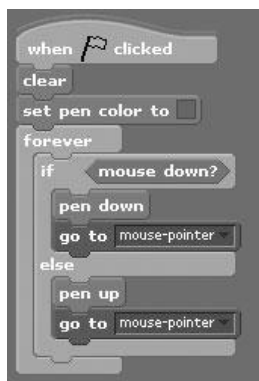 when clicked
clear
set pen color to
forever
if mouse down?
pen down
go to mouse-pointer
else
pen up
go to mouse-pointer